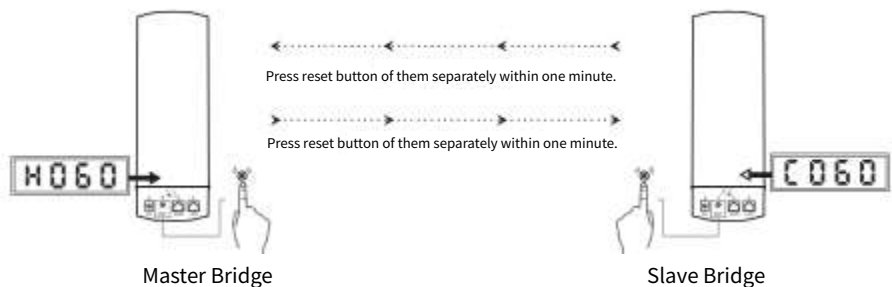 Press reset button of them separately within one minute.
Press reset button of them separately within one minute.
H060
C060
Master Bridge
Slave Bridge